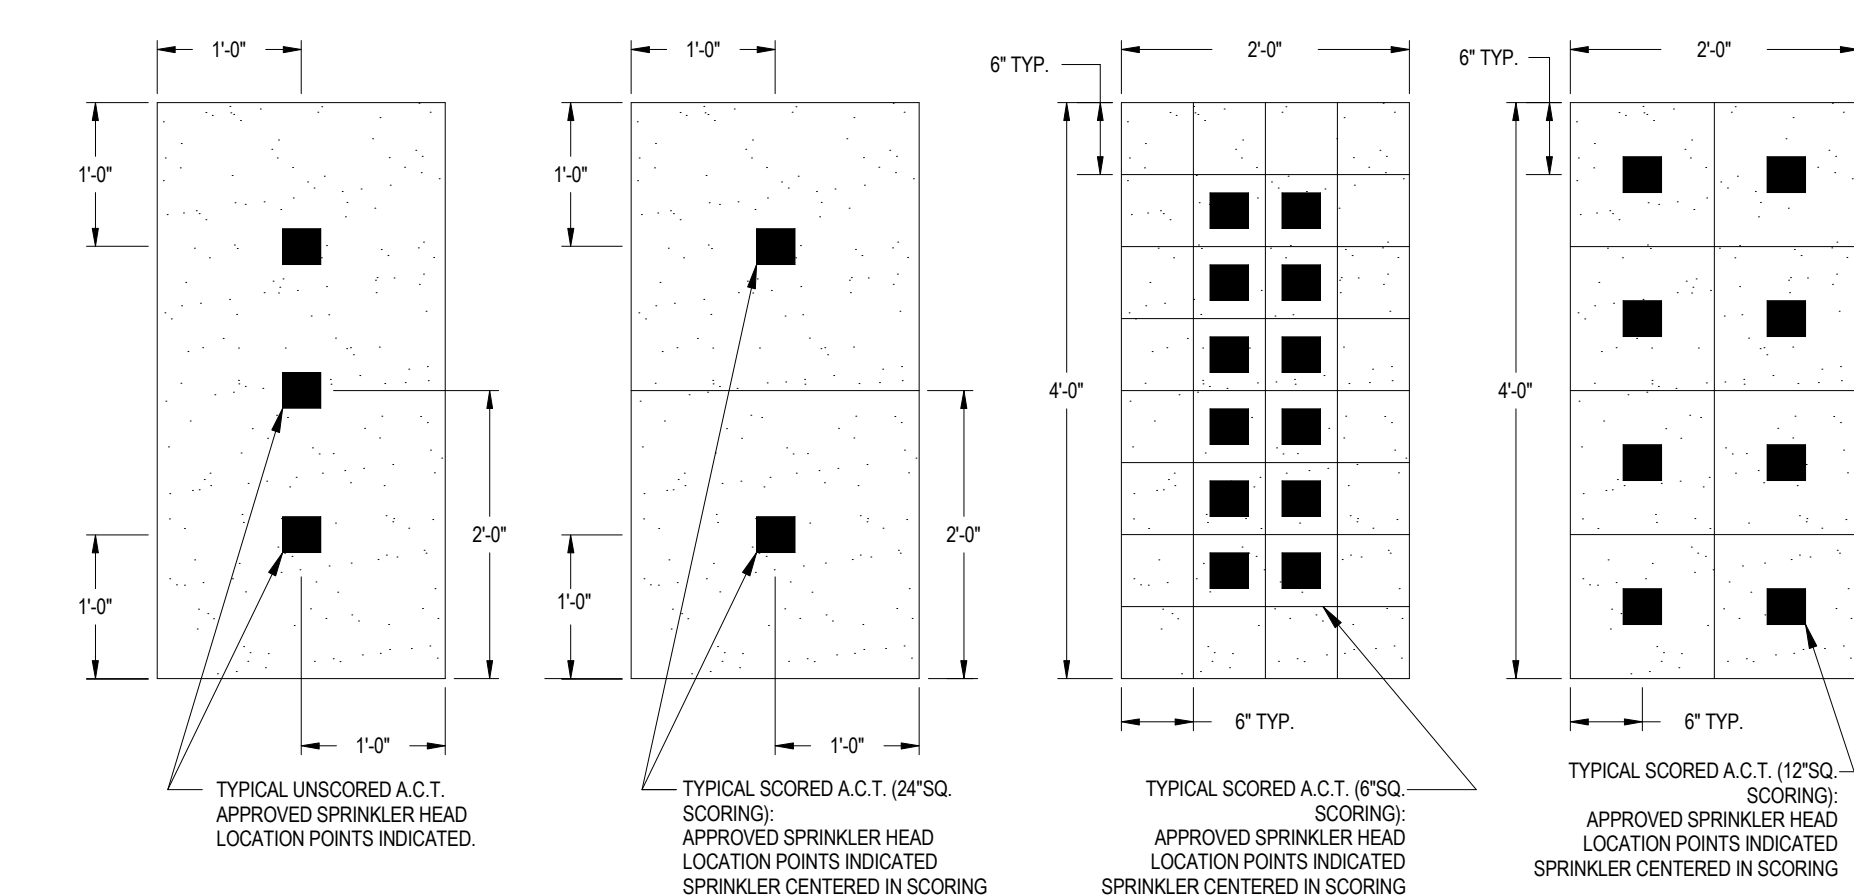 1'-0"
1'-0"
2'-0"
2'-0"
6" TYP.
6" TYP.
1'-0"
1'-0"
4'-0"
4'-0"
2'-0"
2'-0"
1'-0"
1'-0"
6" TYP.
6" TYP.
1'-0"
1'-0"
TYPICAL UNSCORED A.C.T.
APPROVED SPRINKLER HEAD
LOCATION POINTS INDICATED.
TYPICAL SCORED A.C.T. (24"SQ.
SCORING):
APPROVED SPRINKLER HEAD
LOCATION POINTS INDICATED
SPRINKLER CENTERED IN SCORING
TYPICAL SCORED A.C.T. (6"SQ.
SCORING):
APPROVED SPRINKLER HEAD
LOCATION POINTS INDICATED
SPRINKLER CENTERED IN SCORING
TYPICAL SCORED A.C.T. (12"SQ.
SCORING):
APPROVED SPRINKLER HEAD
LOCATION POINTS INDICATED
SPRINKLER CENTERED IN SCORING